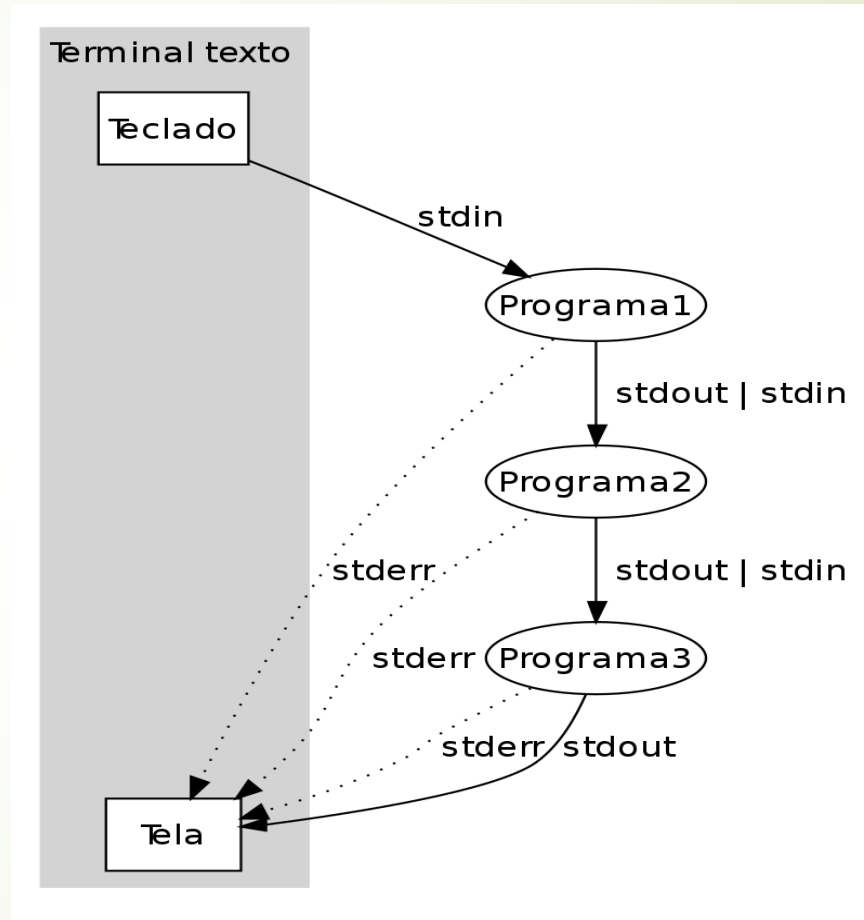 Terminal texto
Teclado
stdin
Programa1
stdout | stdin
Programa2
stderr
stdout | stdin
stderr
Programa3
stderr
stdout
Tela